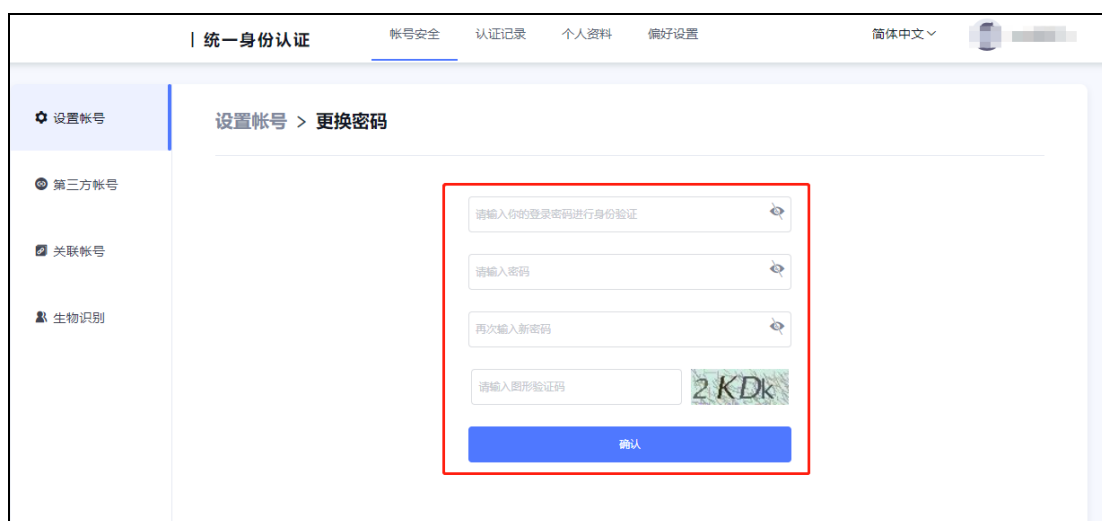 统一身份认证
帐号安全 认证记录 个人资料 偏好设置 简体中文
设置帐号
设置帐号 > 更换密码
第三方帐号
关联帐号
生物识别
请输入你的登录密码进行身份验证
请输入密码
再次输入新密码
请输入图形验证码 2KDk
确认